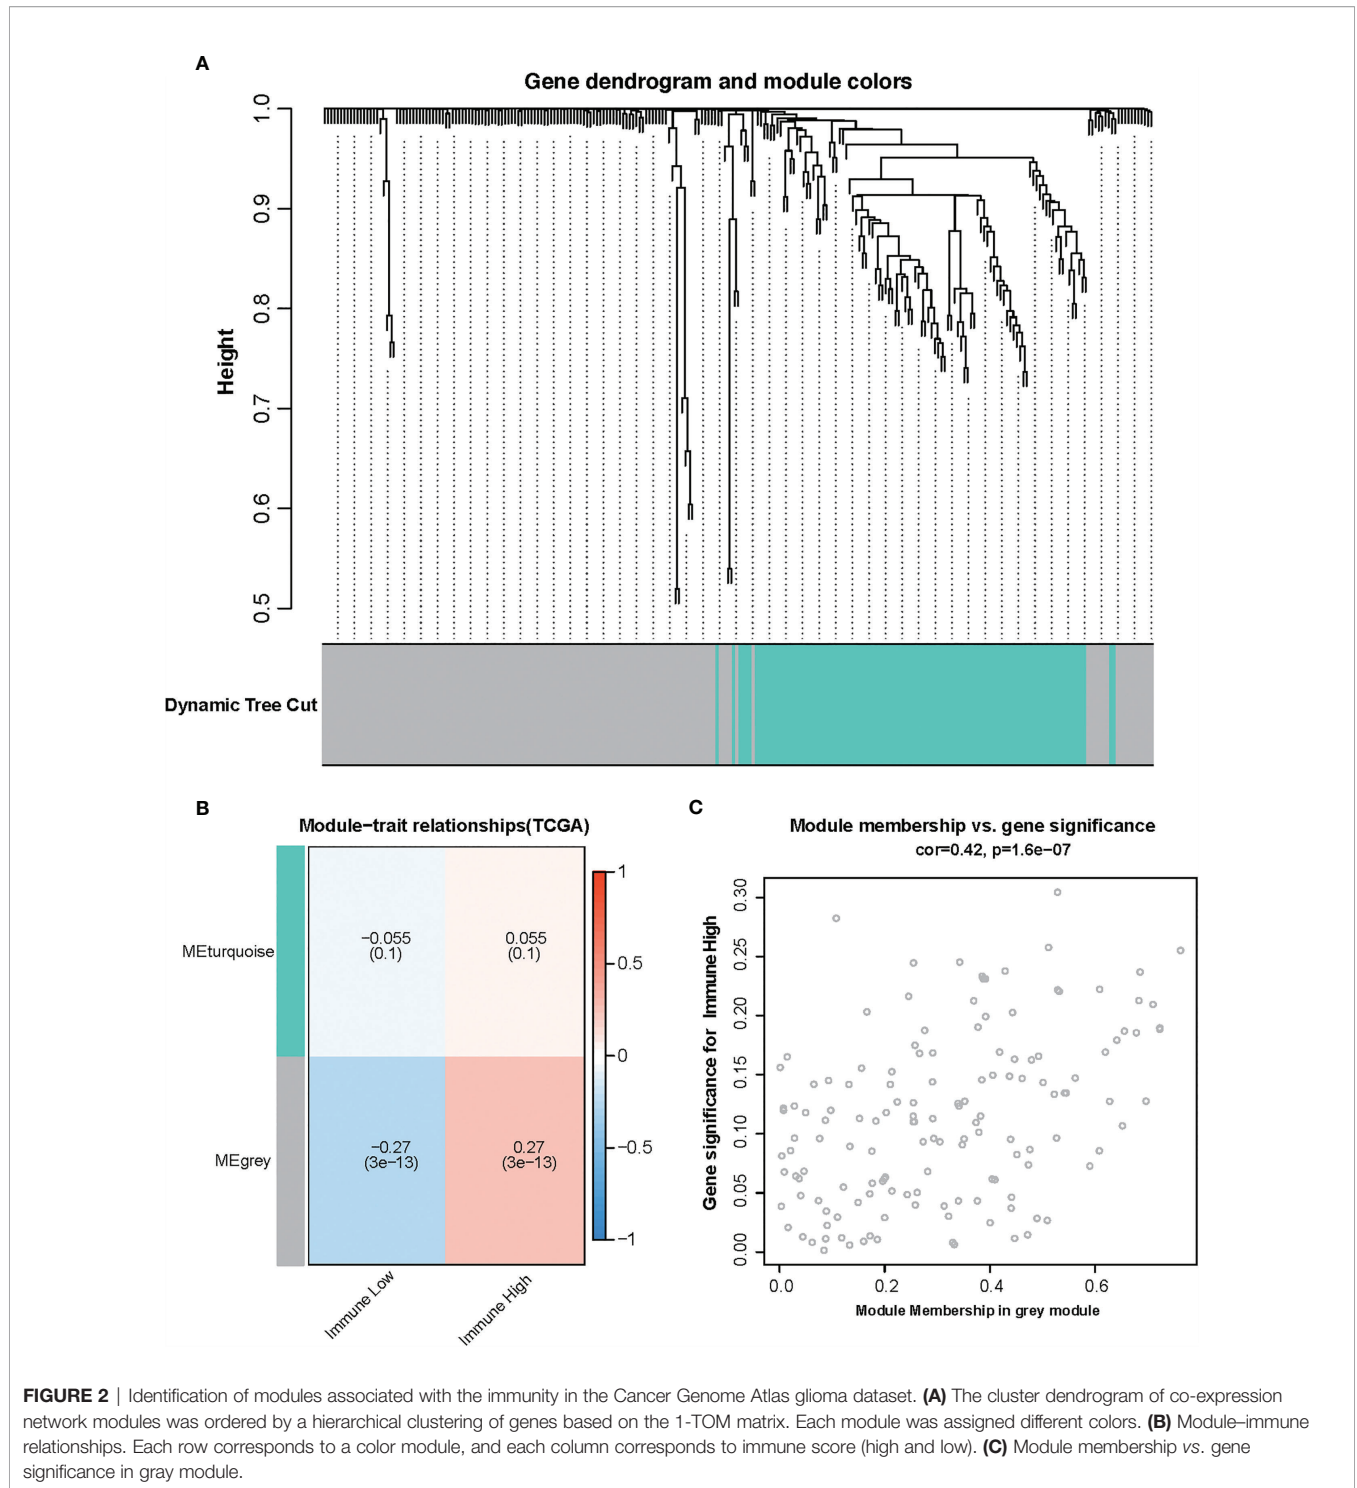 A
Gene dendrogram and module colors
Height
1.0
0.9
0.8
0.7
0.6
0.5
Dynamic Tree Cut
B
Module−trait relationships(TCGA)
MEturquoise
−0.055
(0.1)
0.055
(0.1)
MEgrey
−0.27
(3e−13)
0.27
(3e−13)
1
0.5
0
−0.5
−1
Immune Low
Immune High
C
Module membership vs. gene significance
cor=0.42, p=1.6e−07
Gene significance for Immune High
0.30
0.25
0.20
0.15
0.10
0.05
0.00
0.0
0.2
0.4
0.6
Module Membership in grey module
FIGURE 2 | Identification of modules associated with the immunity in the Cancer Genome Atlas glioma dataset. (A) The cluster dendrogram of co-expression
network modules was ordered by a hierarchical clustering of genes based on the 1-TOM matrix. Each module was assigned different colors. (B) Module–immune
relationships. Each row corresponds to a color module, and each column corresponds to immune score (high and low). (C) Module membership vs. gene
significance in gray module.